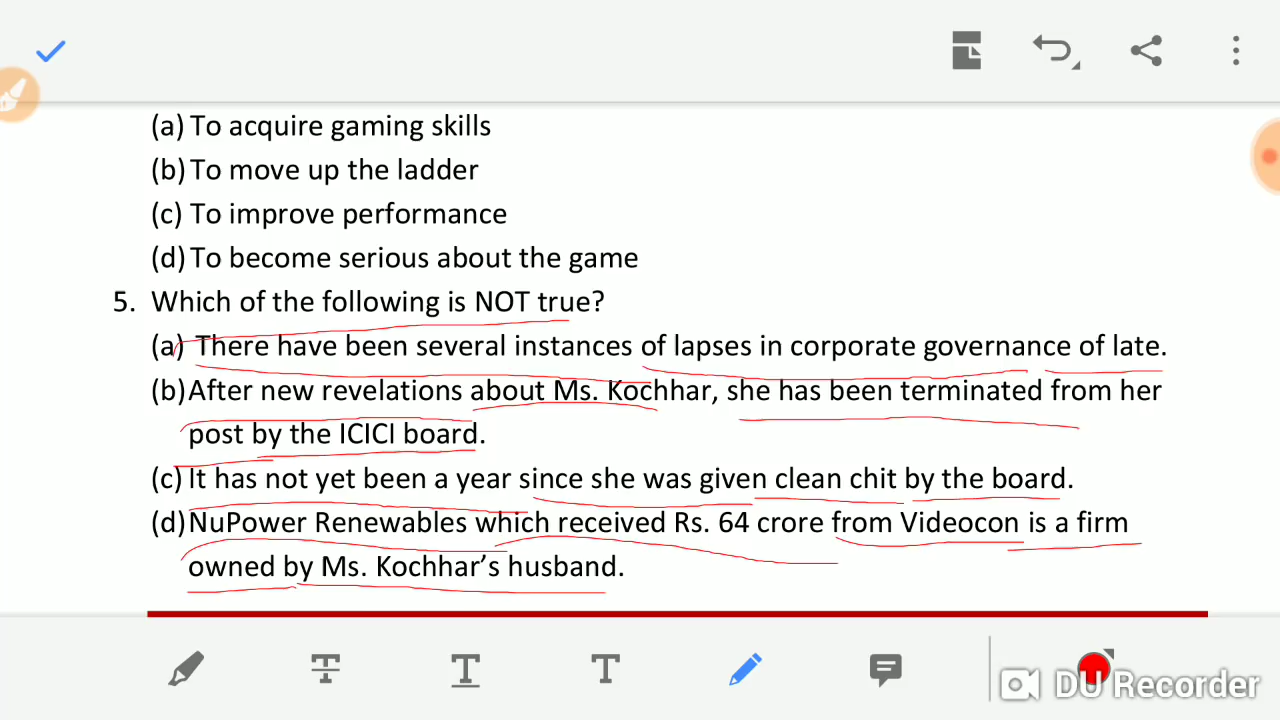 (a) To acquire gaming skills
(b) To move up the ladder
(c) To improve performance
(d) To become serious about the game
5. Which of the following is NOT true?
(a) There have been several instances of lapses in corporate governance of late.
(b) After new revelations about Ms. Kochhar, she has been terminated from her
post by the ICICI board.
(c) It has not yet been a year since she was given clean chit by the board.
(d) NuPower Renewables which received Rs. 64 crore from Videocon is a firm
owned by Ms. Kochhar's husband.
T T T
DU Recorder